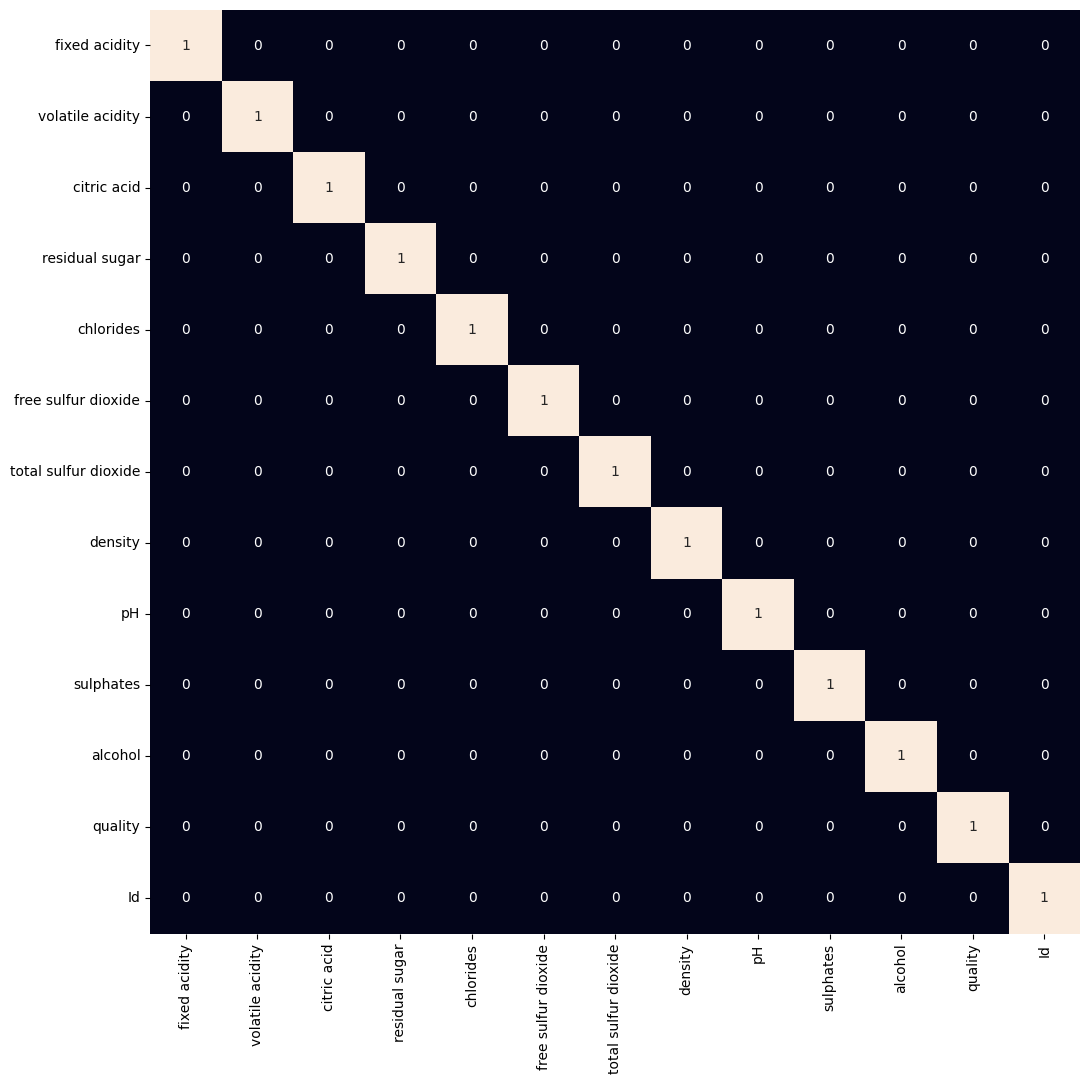 fixed acidity 1 0 0 0 0 0 0 0 0 0 0 0 0
volatile acidity 0 1 0 0 0 0 0 0 0 0 0 0 0
citric acid 0 0 1 0 0 0 0 0 0 0 0 0 0
residual sugar 0 0 0 1 0 0 0 0 0 0 0 0 0
chlorides 0 0 0 0 1 0 0 0 0 0 0 0 0
free sulfur dioxide 0 0 0 0 0 1 0 0 0 0 0 0 0
total sulfur dioxide 0 0 0 0 0 0 1 0 0 0 0 0 0
density 0 0 0 0 0 0 0 1 0 0 0 0 0
pH 0 0 0 0 0 0 0 0 1 0 0 0 0
sulphates 0 0 0 0 0 0 0 0 0 1 0 0 0
alcohol 0 0 0 0 0 0 0 0 0 0 1 0 0
quality 0 0 0 0 0 0 0 0 0 0 0 1 0
Id 0 0 0 0 0 0 0 0 0 0 0 0 1
fixed acidity
volatile acidity
citric acid
residual sugar
chlorides
free sulfur dioxide
total sulfur dioxide
density
pH
sulphates
alcohol
quality
Id